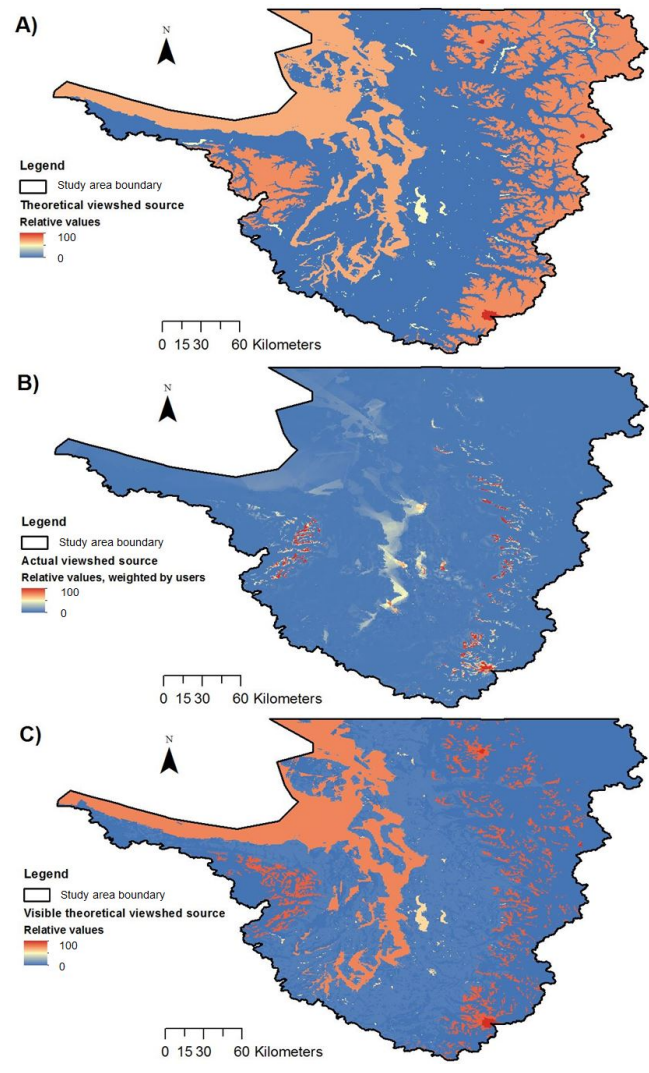 A)
N
Legend
Study area boundary
Theoretical viewshed source
Relative values
100
0
0 15 30 60 Kilometers
B)
N
Legend
Study area boundary
Actual viewshed source
Relative values, weighted by users
100
0
0 15 30 60 Kilometers
C)
N
Legend
Study area boundary
Visible theoretical viewshed source
Relative values
100
0
0 15 30 60 Kilometers